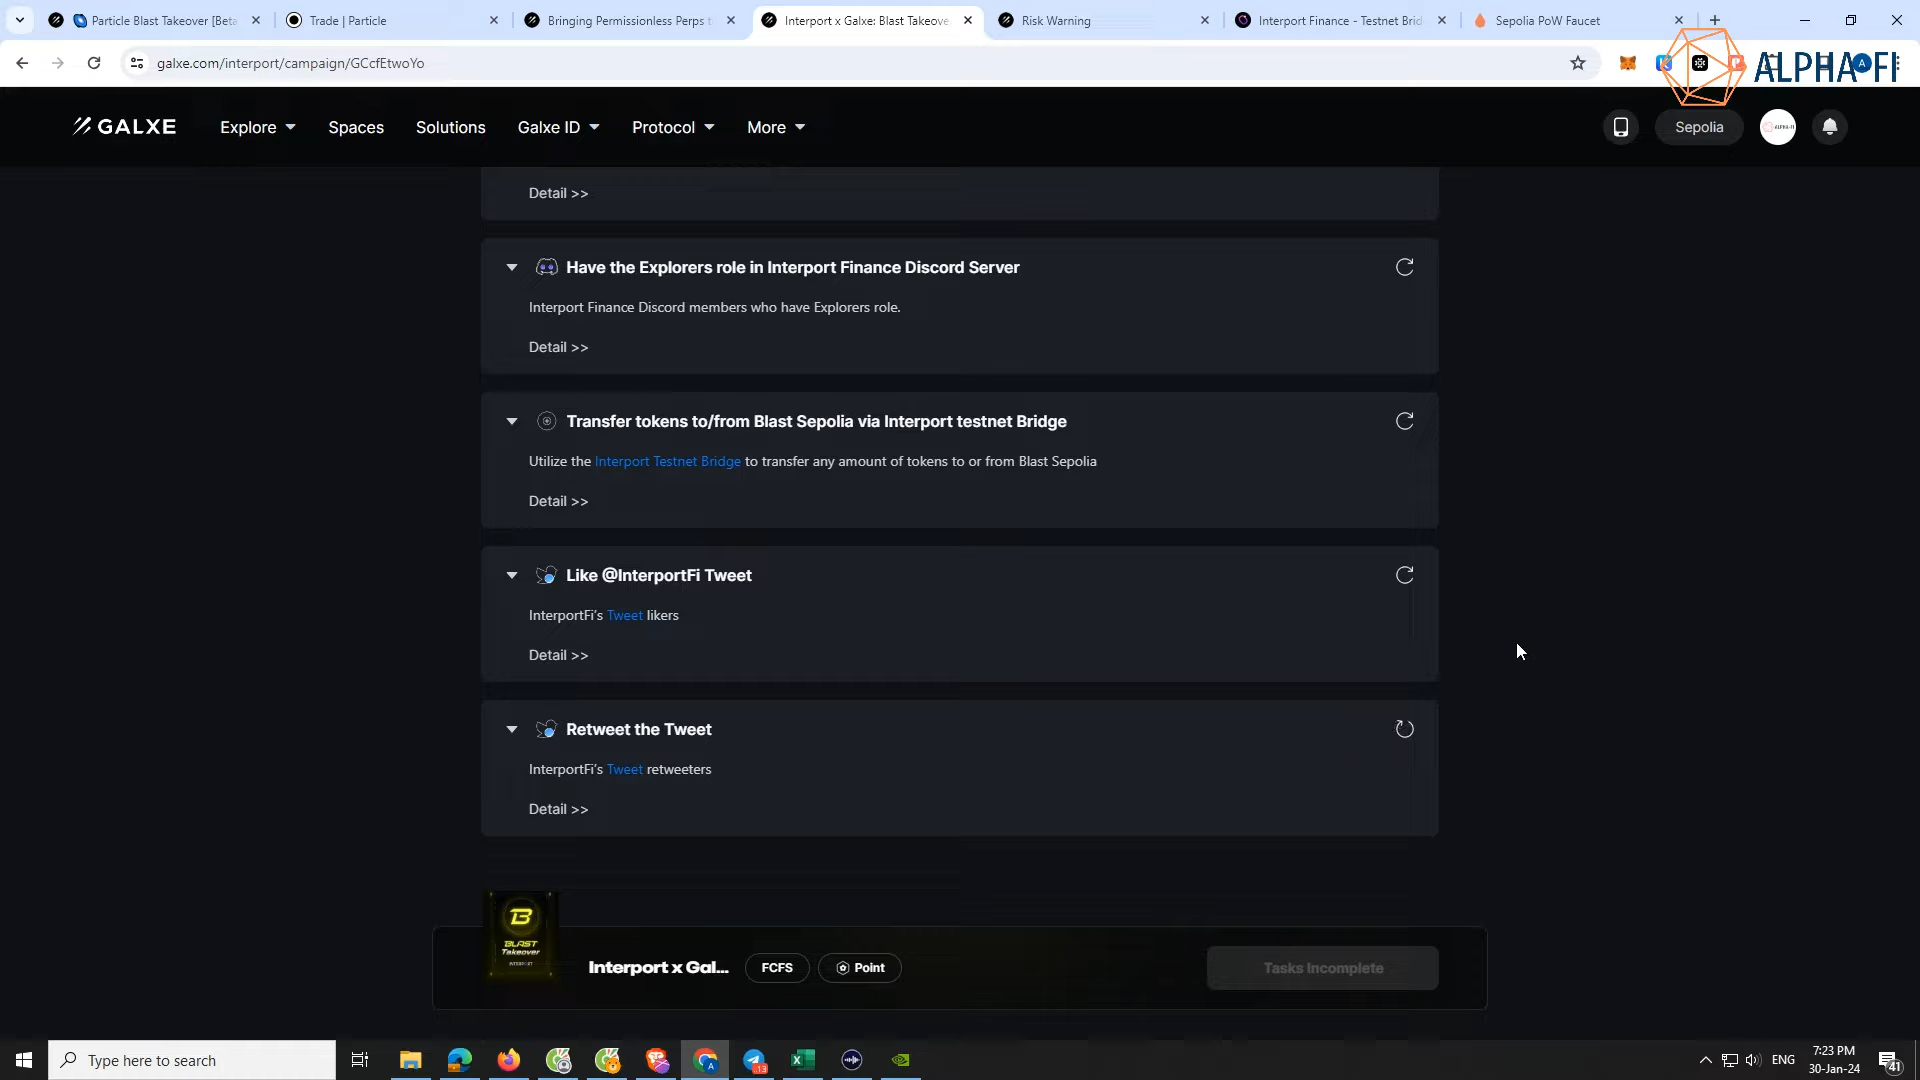 Particle Blast Takeover [Beta
Trade | Particle
Bringing Permissionless Perps t
Interport x Galxe: Blast Takeove
Risk Warning
Interport Finance - Testnet Brid
Sepolia PoW Faucet
galxe.com/interport/campaign/GCcfEtwoYo
ALPHA FI
GALXE
Explore
Spaces
Solutions
Galxe ID
Protocol
More
Sepolia
Detail >>
Have the Explorers role in Interport Finance Discord Server
Interport Finance Discord members who have Explorers role.
Detail >>
Transfer tokens to/from Blast Sepolia via Interport testnet Bridge
Utilize the Interport Testnet Bridge to transfer any amount of tokens to or from Blast Sepolia
Detail >>
Like @InterportFi Tweet
InterportFi's Tweet likers
Detail >>
Retweet the Tweet
InterportFi's Tweet retweeters
Detail >>
BLAST
Takeover
INTERPORT
Interport x Gal...
FCFS
Point
Tasks Incomplete
Type here to search
13
ENG
7:23 PM
30-Jan-24
41